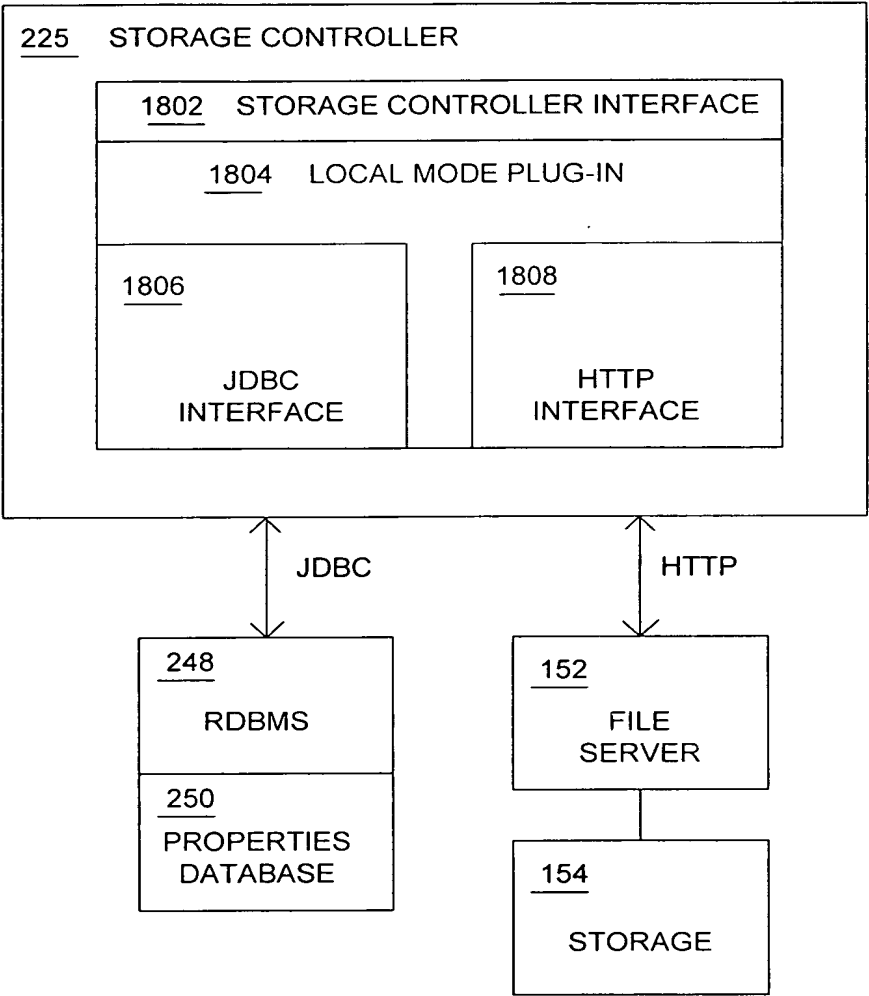 225 STORAGE CONTROLLER
1802 STORAGE CONTROLLER INTERFACE
1804 LOCAL MODE PLUG-IN
1806
JDBC
INTERFACE
1808
HTTP
INTERFACE
JDBC
HTTP
248
RDBMS
250
PROPERTIES
DATABASE
152
FILE
SERVER
154
STORAGE